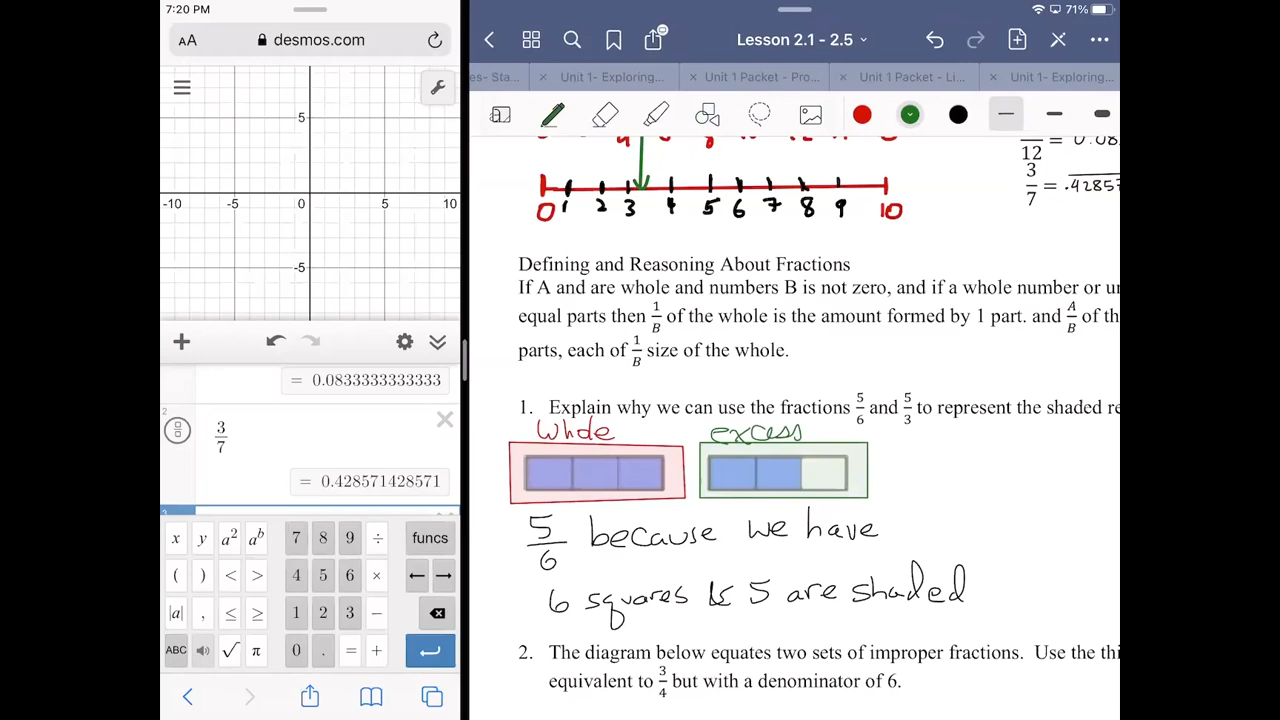 7:20 PM
71%
AA desmos.com
Lesson 2.1 - 2.5
es- Sta...
× Unit 1- Exploring...
× Unit 1 Packet - Pro...
× Unit 1 Packet - Li...
× Unit 1- Exploring...
5
-10 -5 0 5 10
-5
= 0.0833333333333
2
3/7
= 0.428571428571
x y a² aᵇ 7 8 9 ÷ funcs
( ) < > 4 5 6 × ← →
|a| , ≤ ≥ 1 2 3 −
ABC √ π 0 . = +
12 = 0.08
3/7 = .42857
0 1 2 3 4 5 6 7 8 9 10
Defining and Reasoning About Fractions
If A and are whole and numbers B is not zero, and if a whole number or u
equal parts then 1/B of the whole is the amount formed by 1 part. and A/B of th
parts, each of 1/B size of the whole.
1. Explain why we can use the fractions 5/6 and 5/3 to represent the shaded re
whole excess
5/6 because we have
6 squares & 5 are shaded
2. The diagram below equates two sets of improper fractions. Use the thi
equivalent to 3/4 but with a denominator of 6.